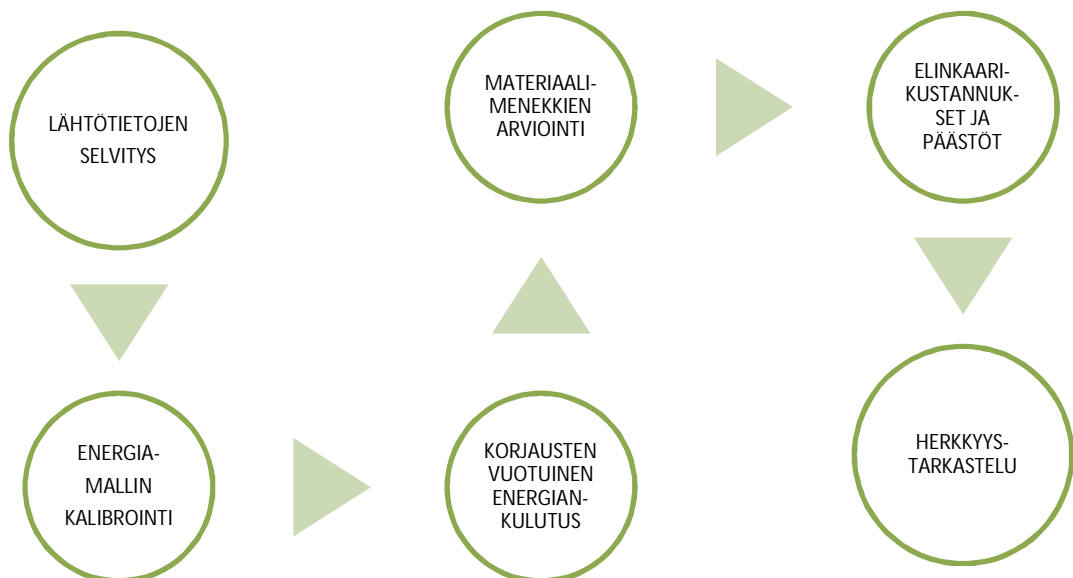 LÄHTÖTIETOJEN
SELVITYS
ENERGIA-
MALLIN
KALIBROINTI
KORJAUSTEN
VUOTUINEN
ENERGIAN-
KULUTUS
MATERIAALI-
MENEKKIEN
ARVIOINTI
ELINKAARI-
KUSTANNUK-
SET JA
PÄÄSTÖT
HERKKYYS-
TARKASTELU